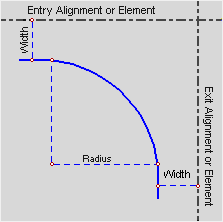 Entry Alignment or Element
Width
Exit Alignment or Element
Radius
Width